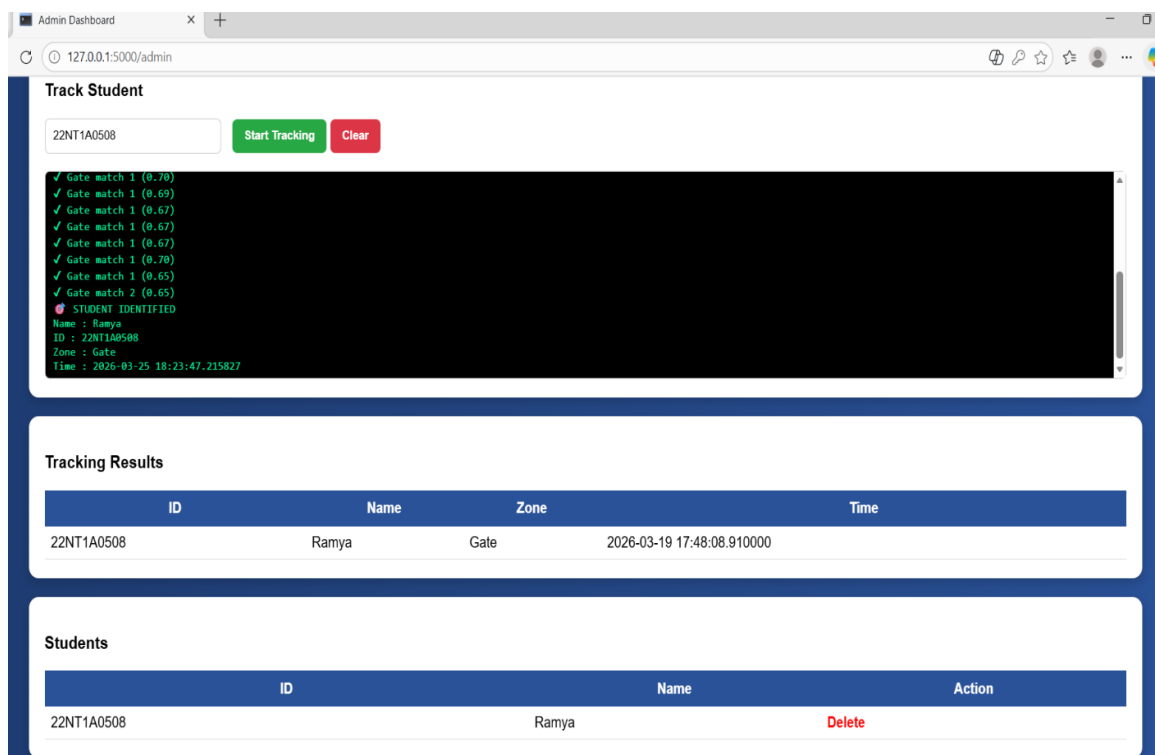 Admin Dashboard
127.0.0.1:5000/admin
Track Student
22NT1A0508 Start Tracking Clear
✓ Gate match 1 (0.70)
✓ Gate match 1 (0.69)
✓ Gate match 1 (0.67)
✓ Gate match 1 (0.67)
✓ Gate match 1 (0.67)
✓ Gate match 1 (0.70)
✓ Gate match 1 (0.65)
✓ Gate match 2 (0.65)
🎯 STUDENT IDENTIFIED
Name : Ramya
ID : 22NT1A0508
Zone : Gate
Time : 2026-03-25 18:23:47.215827
Tracking Results
ID Name Zone Time
22NT1A0508 Ramya Gate 2026-03-19 17:48:08.910000
Students
ID Name Action
22NT1A0508 Ramya Delete